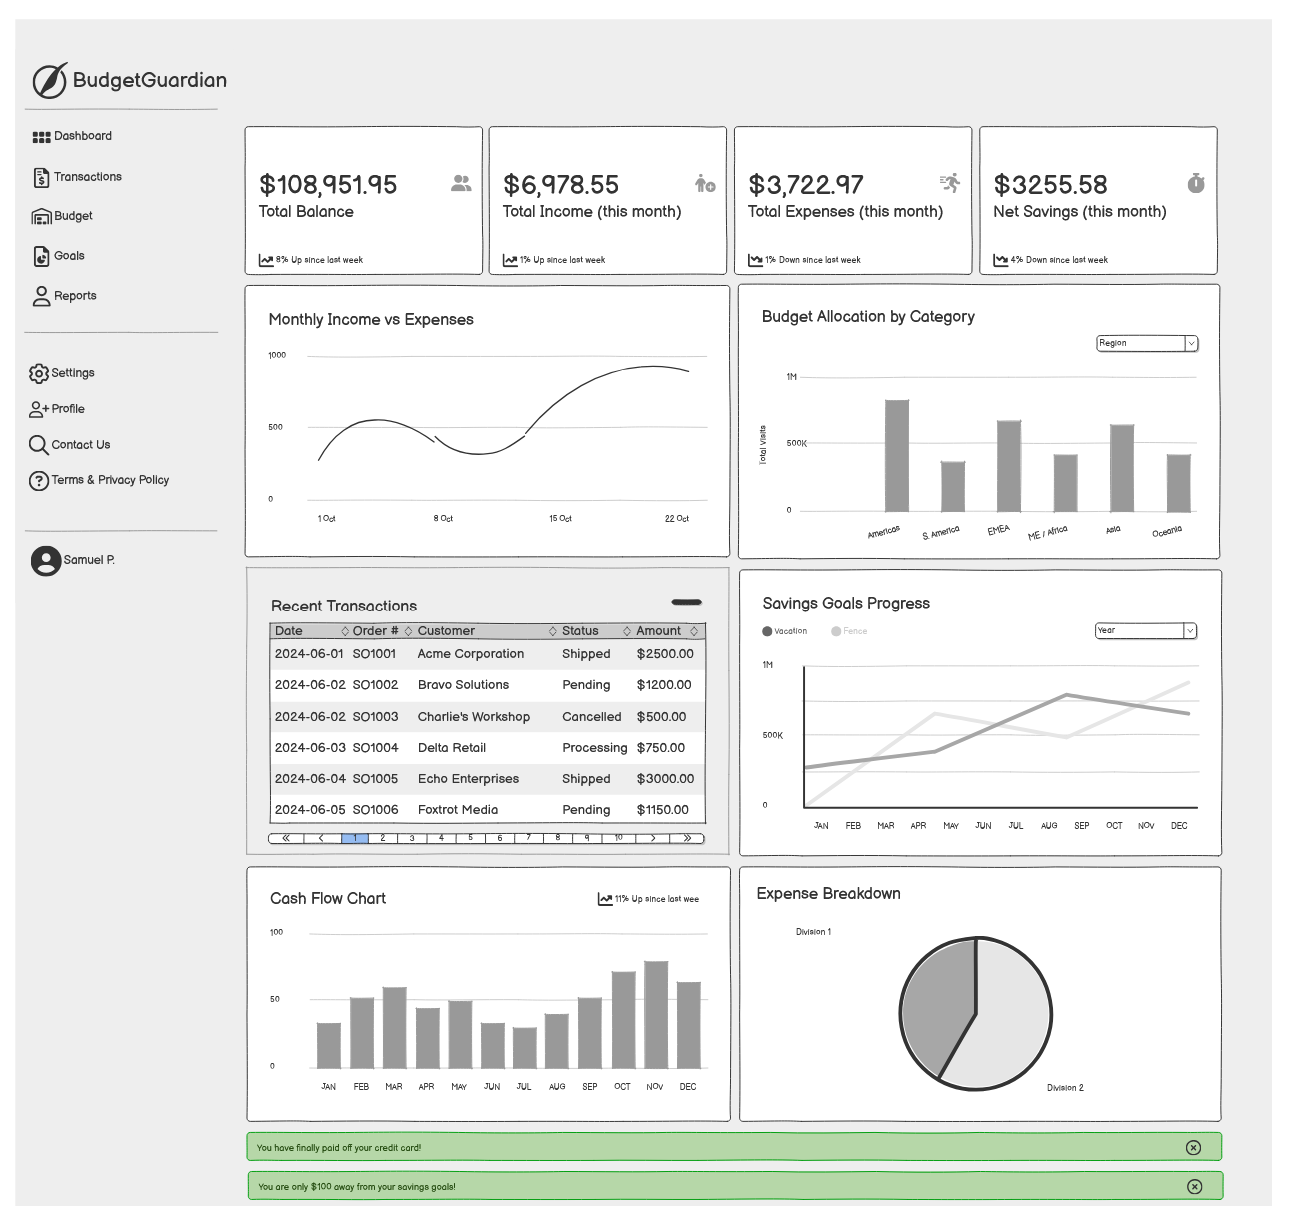 BudgetGuardian
Dashboard
Transactions
Budget
Goals
Reports
Settings
Profile
Contact Us
Terms & Privacy Policy
Samuel P.
$108,951.95
Total Balance
8% Up since last week
$6,978.55
Total Income (this month)
1% Up since last week
$3,722.97
Total Expenses (this month)
1% Down since last week
$3255.58
Net Savings (this month)
4% Down since last week
Monthly Income vs Expenses
1000
500
0
1 Oct 8 Oct 15 Oct 22 Oct
Budget Allocation by Category
Region
Total Visits
1M
500K
0
Americas S. America EMEA ME / Africa Asia Oceania
Recent Transactions
Date Order # Customer Status Amount
2024-06-01 SO1001 Acme Corporation Shipped $2500.00
2024-06-02 SO1002 Bravo Solutions Pending $1200.00
2024-06-02 SO1003 Charlie's Workshop Cancelled $500.00
2024-06-03 SO1004 Delta Retail Processing $750.00
2024-06-04 SO1005 Echo Enterprises Shipped $3000.00
2024-06-05 SO1006 Foxtrot Media Pending $1150.00
« < 1 2 3 4 5 6 7 8 9 10 > »
Savings Goals Progress
Vacation Fence
Year
1M
500K
0
JAN FEB MAR APR MAY JUN JUL AUG SEP OCT NOV DEC
Cash Flow Chart
11% Up since last wee
100
50
0
JAN FEB MAR APR MAY JUN JUL AUG SEP OCT NOV DEC
Expense Breakdown
Division 1
Division 2
You have finally paid off your credit card!
You are only $100 away from your savings goals!